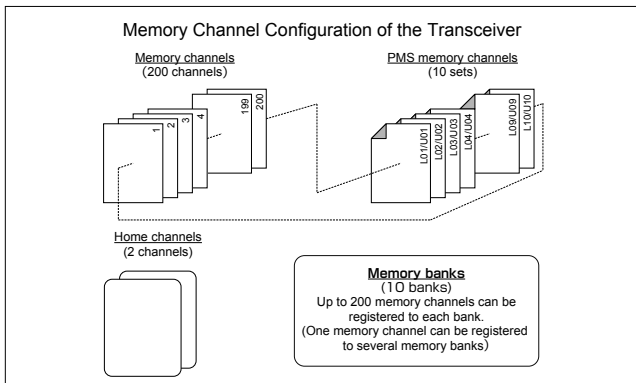 Memory Channel Configuration of the Transceiver
Memory channels
(200 channels)
1
2
3
4
199
200
PMS memory channels
(10 sets)
L01/U01
L02/U02
L03/U03
L04/U04
L09/U09
L10/U10
Home channels
(2 channels)
Memory banks
(10 banks)
Up to 200 memory channels can be
registered to each bank.
(One memory channel can be registered
to several memory banks)